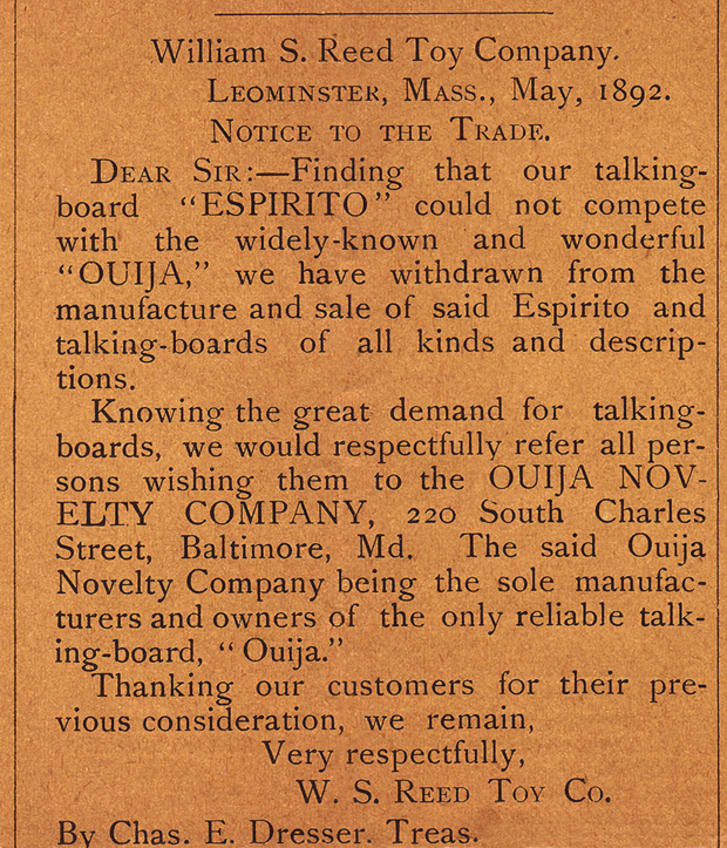 William S. Reed Toy Company.
LEOMINSTER, MASS., May, 1892.
NOTICE TO THE TRADE.
DEAR SIR:—Finding that our talking-
board "ESPIRITO" could not compete
with the widely-known and wonderful
"OUIJA," we have withdrawn from the
manufacture and sale of said Espirito and
talking-boards of all kinds and descrip-
tions.
Knowing the great demand for talking-
boards, we would respectfully refer all per-
sons wishing them to the OUIJA NOV-
ELTY COMPANY, 220 South Charles
Street, Baltimore, Md. The said Ouija
Novelty Company being the sole manufac-
turers and owners of the only reliable talk-
ing-board, "Ouija."
Thanking our customers for their pre-
vious consideration, we remain,
Very respectfully,
W. S. REED TOY CO.
By Chas. E. Dresser. Treas.